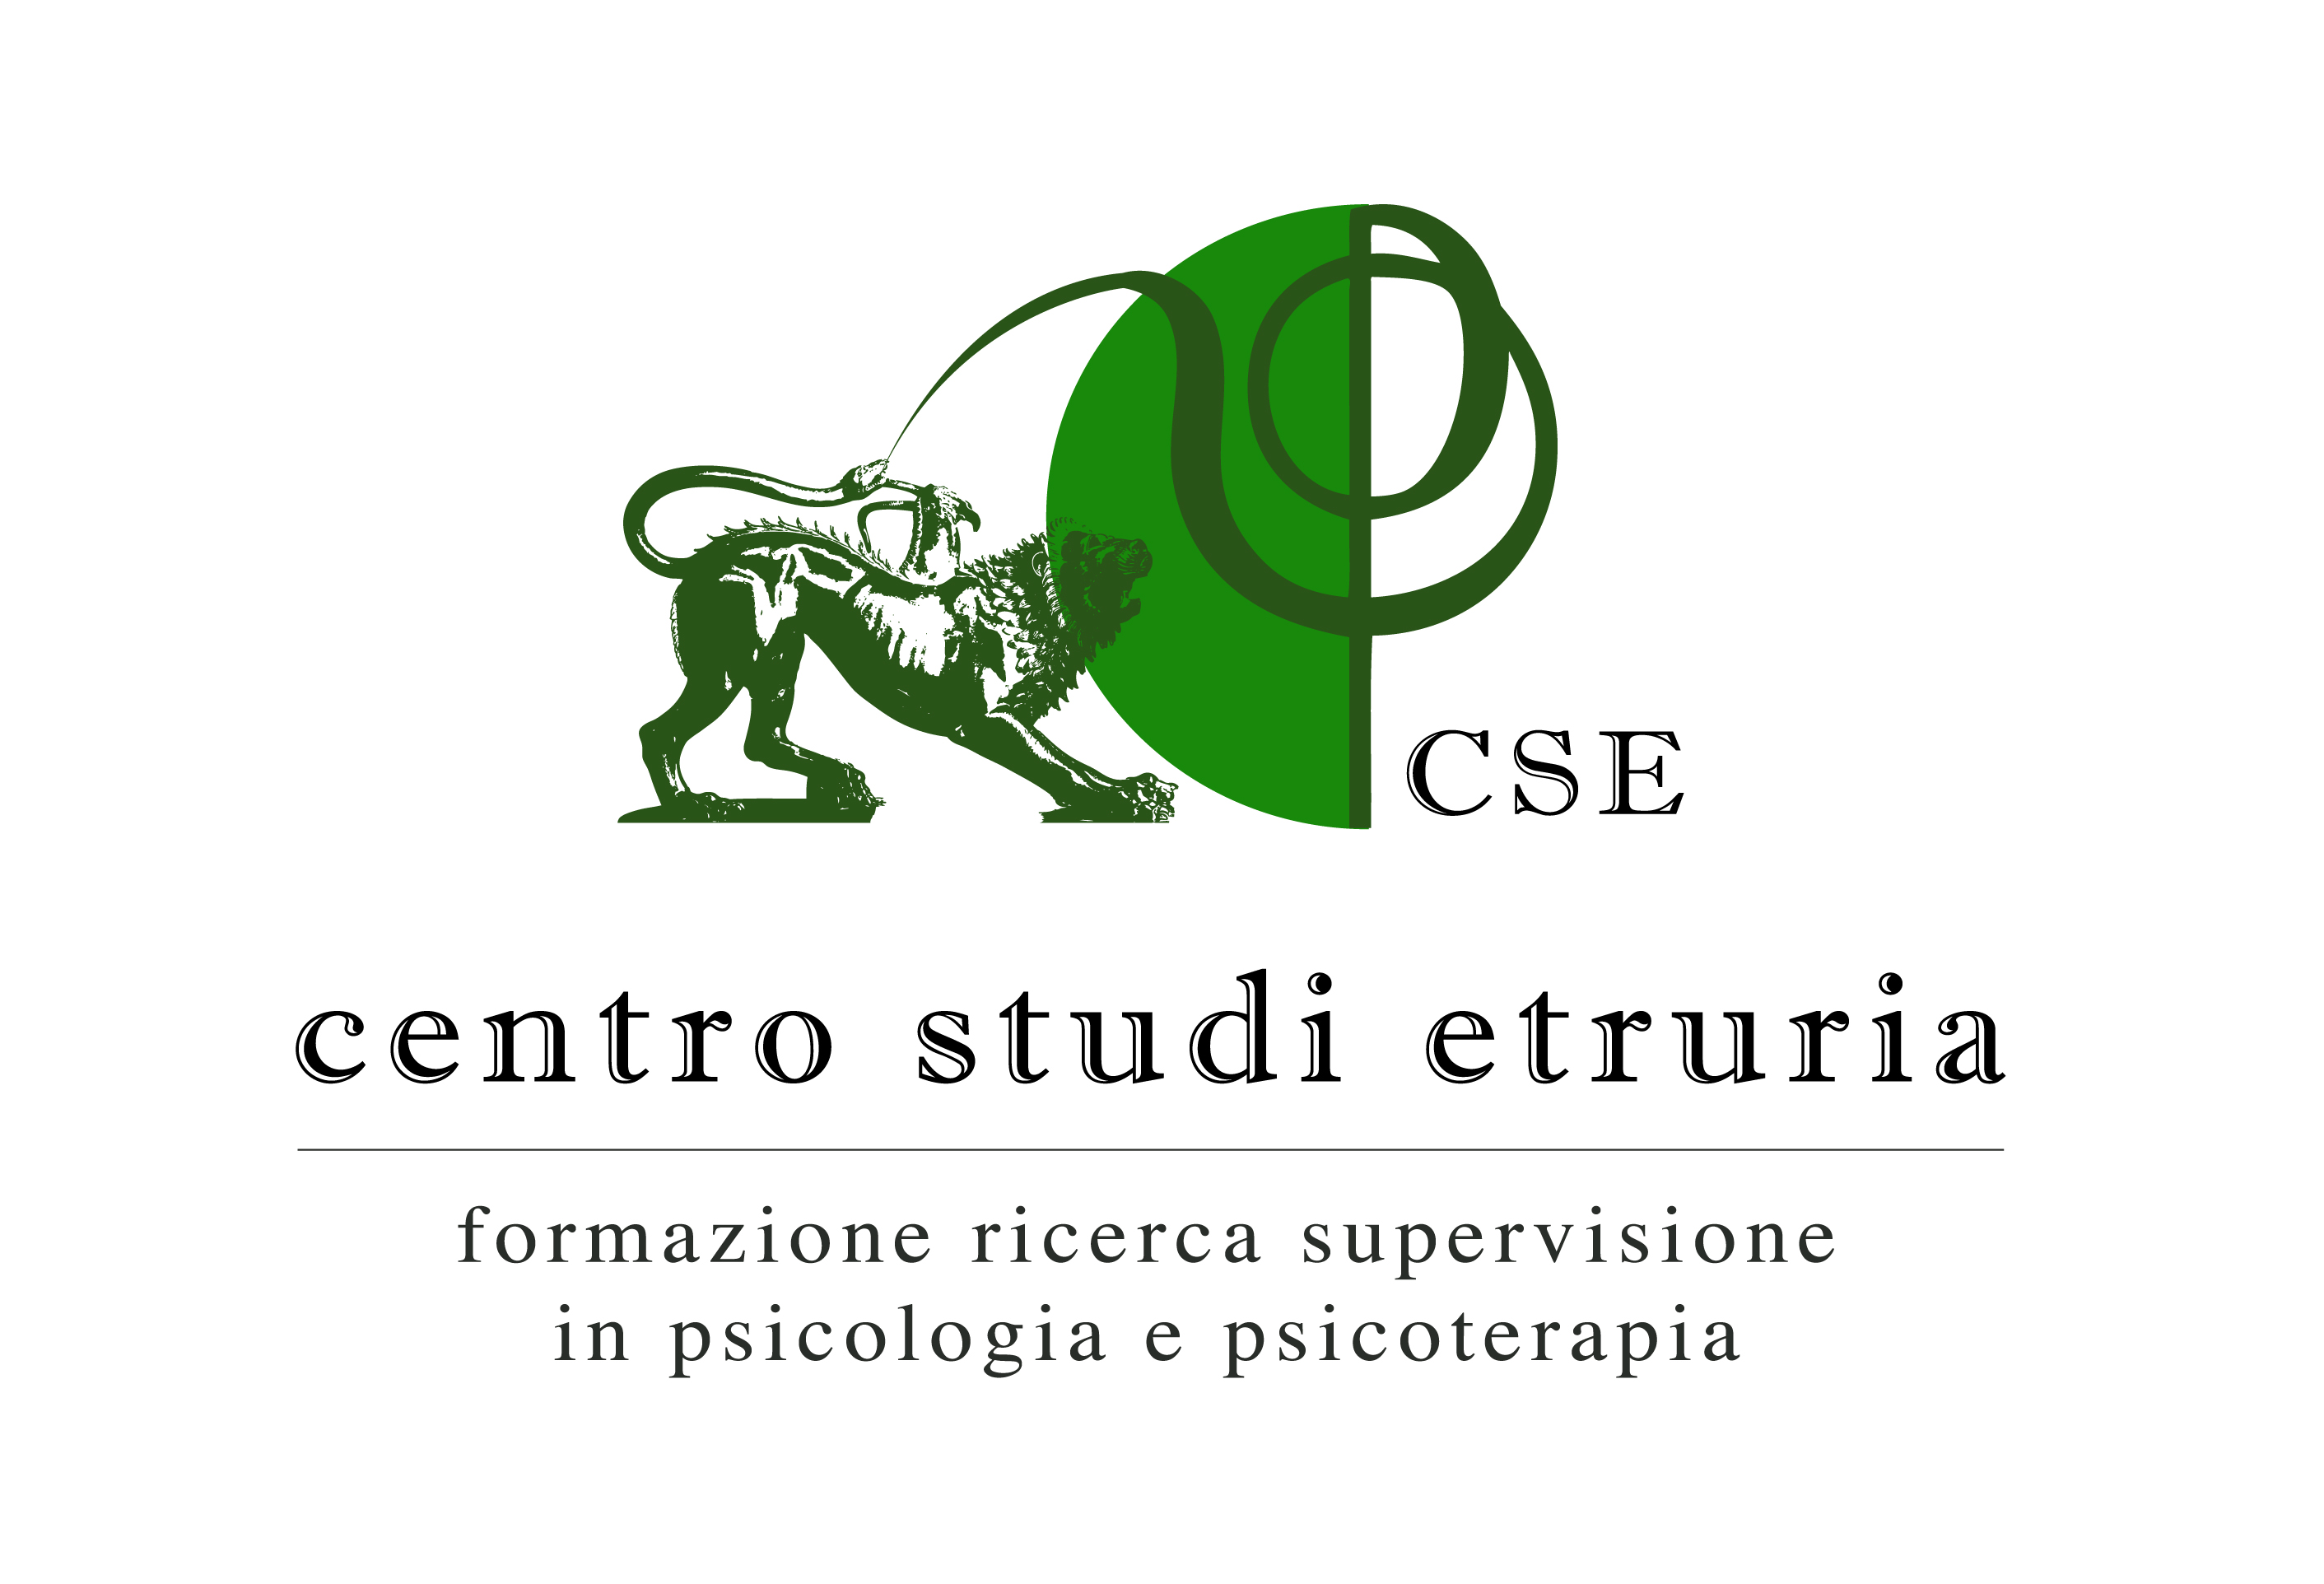 CSE
centro studi etruria
formazione ricerca supervisione
in psicologia e psicoterapia